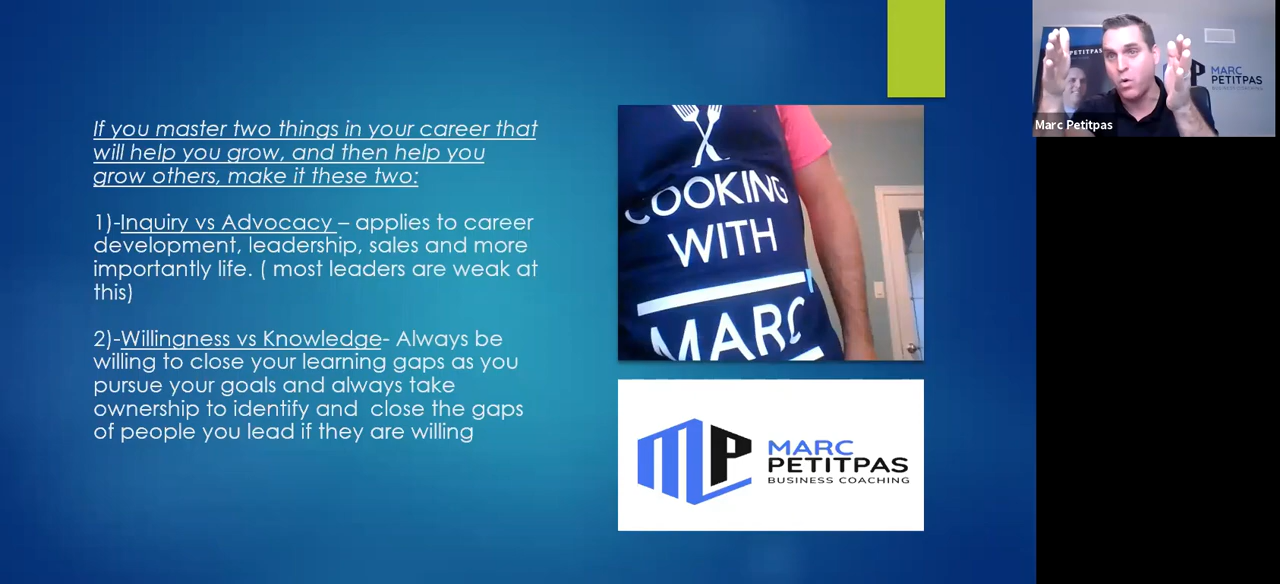 If you master two things in your career that
will help you grow, and then help you
grow others, make it these two:
1)-Inquiry vs Advocacy – applies to career
development, leadership, sales and more
importantly life. ( most leaders are weak at
this)
2)-Willingness vs Knowledge- Always be
willing to close your learning gaps as you
pursue your goals and always take
ownership to identify and  close the gaps
of people you lead if they are willing
COOKING
WITH
MARC
MARC
PETITPAS
BUSINESS COACHING
MP
PETITPAS
MARC
PETITPAS
BUSINESS COACHING
Marc Petitpas